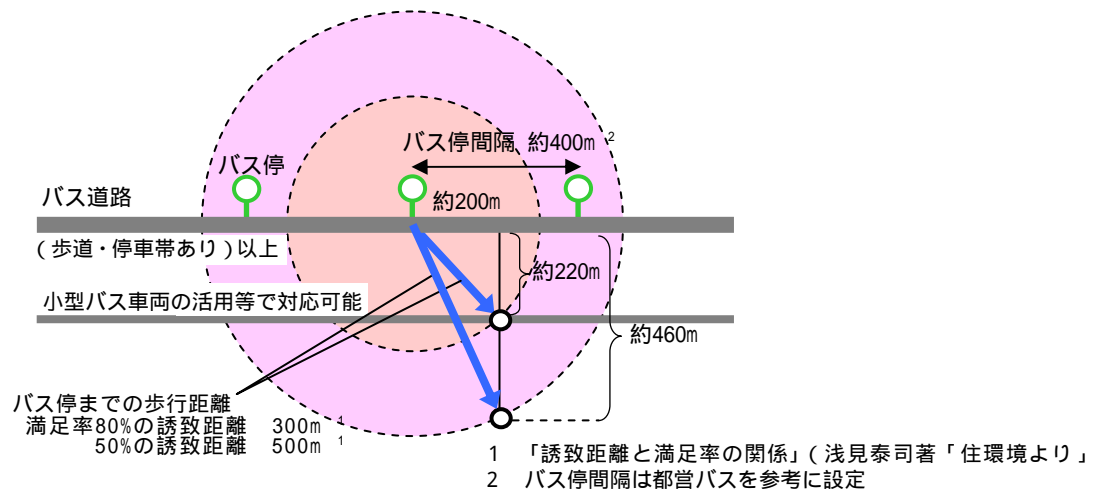 バス停間隔 約400m 2
バス停
バス道路
約200m
(歩道・停車帯あり)以上
約220m
小型バス車両の活用等で対応可能
約460m
バス停までの歩行距離
満足率80%の誘致距離 300m 1
50%の誘致距離 500m 1
1 「誘致距離と満足率の関係」(浅見泰司著「住環境より」
2 バス停間隔は都営バスを参考に設定